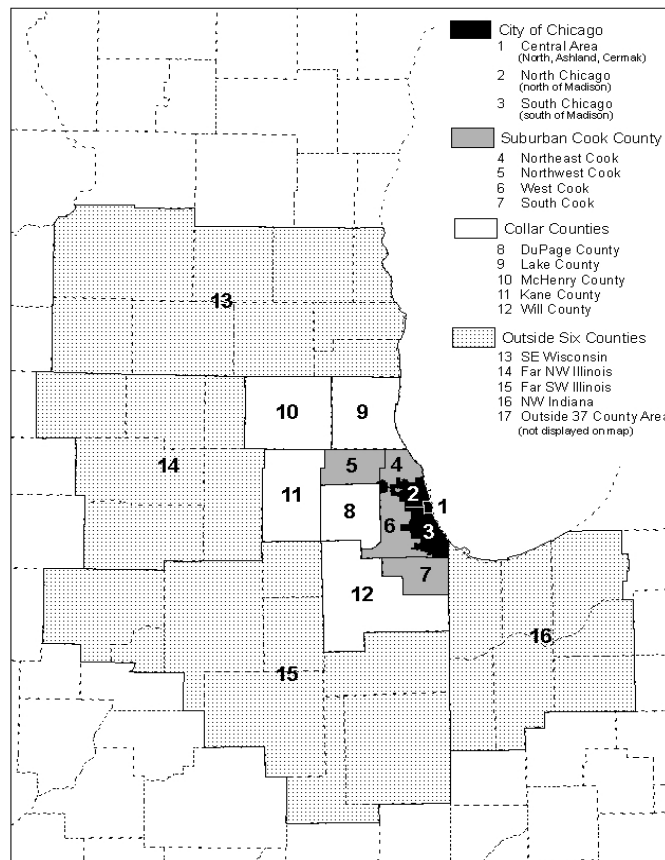 City of Chicago
1 Central Area
(North, Ashland, Cermak)
2 North Chicago
(north of Madison)
3 South Chicago
(south of Madison)
Suburban Cook County
4 Northeast Cook
5 Northwest Cook
6 West Cook
7 South Cook
Collar Counties
8 DuPage County
9 Lake County
10 McHenry County
11 Kane County
12 Will County
Outside Six Counties
13 SE Wisconsin
14 Far NW Illinois
15 Far SW Illinois
16 NW Indiana
17 Outside 37 County Area
(not displayed on map)
13
10
9
14
5
4
11
2
1
8
6
3
7
12
16
15